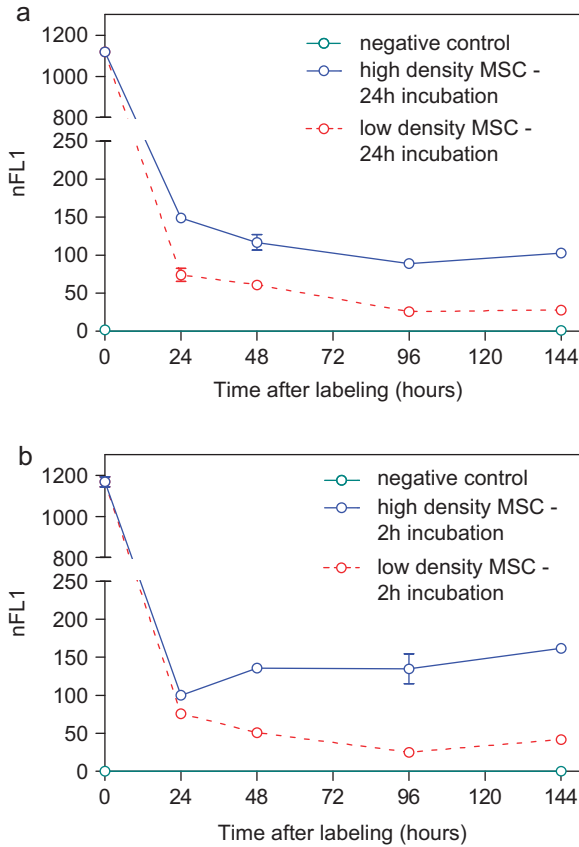 a
negative control
high density MSC -
24h incubation
low density MSC -
24h incubation
1200
1000
800
250
200
150
100
50
0
nFL1
0 24 48 72 96 120 144
Time after labeling (hours)
b
negative control
high density MSC -
2h incubation
low density MSC -
2h incubation
1200
1000
800
250
200
150
100
50
0
nFL1
0 24 48 72 96 120 144
Time after labeling (hours)